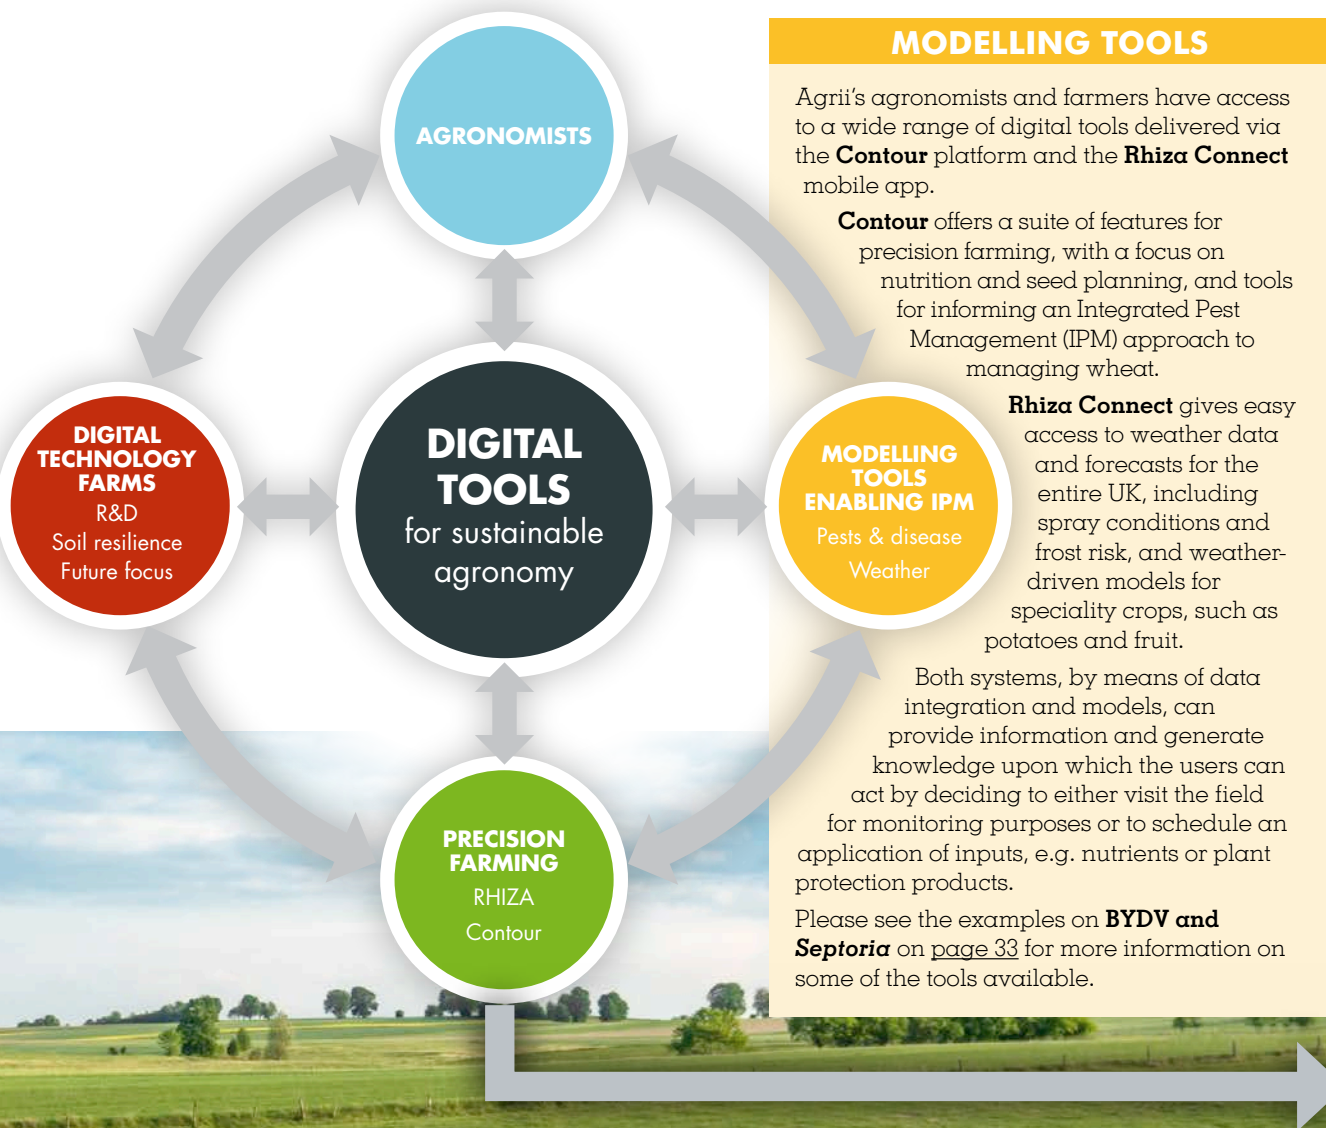 AGRONOMISTS
DIGITAL
TECHNOLOGY
FARMS
R&D
Soil resilience
Future focus
DIGITAL
TOOLS
for sustainable
agronomy
MODELLING
TOOLS
ENABLING IPM
Pests & disease
Weather
PRECISION
FARMING
RHIZA
Contour
MODELLING TOOLS
Agrii's agronomists and farmers have access
to a wide range of digital tools delivered via
the Contour platform and the Rhiza Connect
mobile app.
Contour offers a suite of features for
precision farming, with a focus on
nutrition and seed planning, and tools
for informing an Integrated Pest
Management (IPM) approach to
managing wheat.
Rhiza Connect gives easy
access to weather data
and forecasts for the
entire UK, including
spray conditions and
frost risk, and weather-
driven models for
speciality crops, such as
potatoes and fruit.
Both systems, by means of data
integration and models, can
provide information and generate
knowledge upon which the users can
act by deciding to either visit the field
for monitoring purposes or to schedule an
application of inputs, e.g. nutrients or plant
protection products.
Please see the examples on BYDV and
Septoria on page 33 for more information on
some of the tools available.